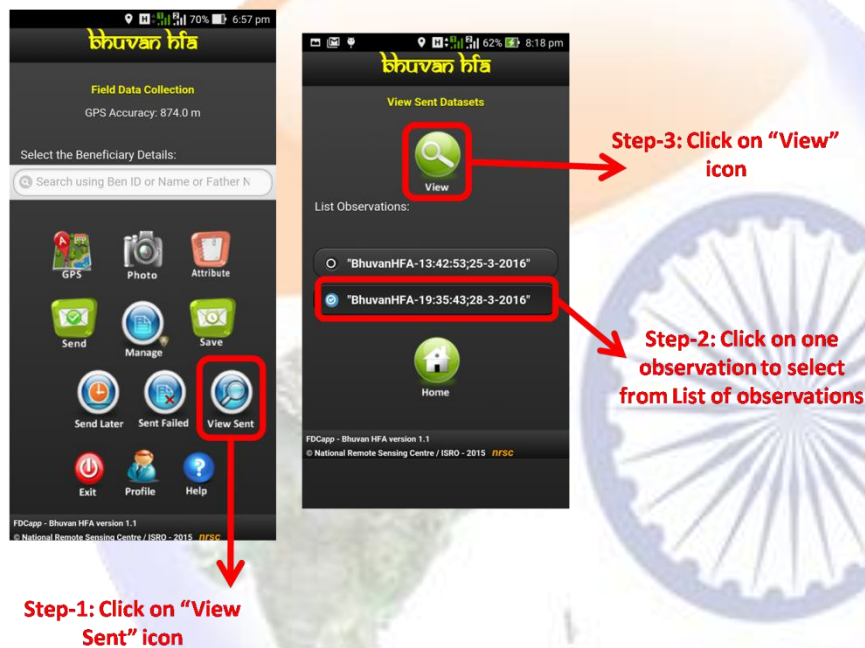 70% 6:57 pm
bhuvan hfa
Field Data Collection
GPS Accuracy: 874.0 m
Select the Beneficiary Details:
Search using Ben ID or Name or Father N
GPS Photo Attribute
Send Manage Save
Send Later Sent Failed View Sent
Exit Profile Help
FDCapp - Bhuvan HFA version 1.1
© National Remote Sensing Centre / ISRO - 2015 nrsc
Step-1: Click on “View
Sent” icon
62% 8:18 pm
bhuvan hfa
View Sent Datasets
View
List Observations:
"BhuvanHFA-13:42:53;25-3-2016"
"BhuvanHFA-19:35:43;28-3-2016"
Home
FDCapp - Bhuvan HFA version 1.1
© National Remote Sensing Centre / ISRO - 2015 nrsc
Step-3: Click on “View”
icon
Step-2: Click on one
observation to select
from List of observations